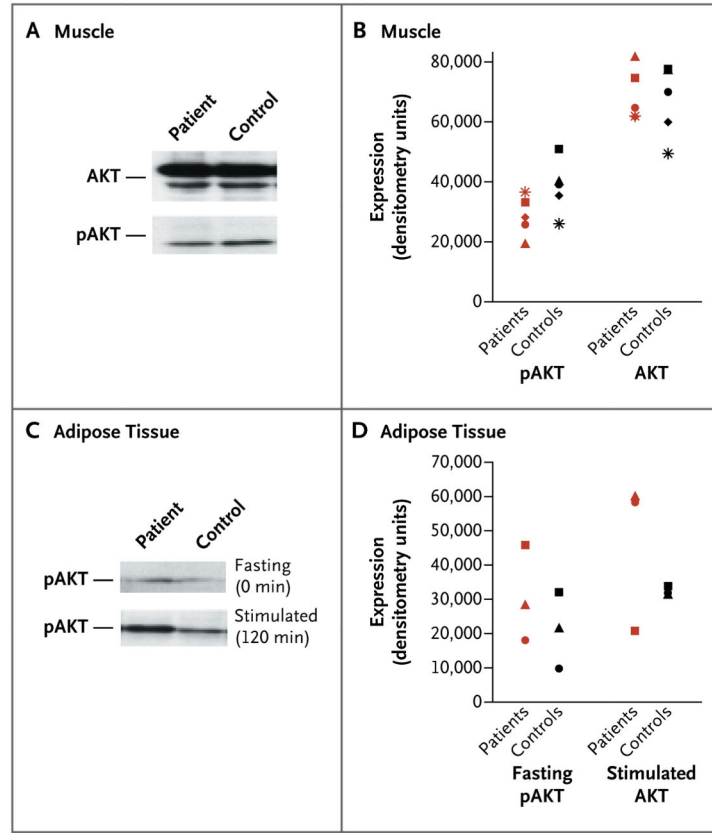 A Muscle
Patient
Control
AKT
pAKT
B Muscle
Expression
(densitometry units)
80,000
60,000
40,000
20,000
0
Patients
Controls
Patients
Controls
pAKT
AKT
C Adipose Tissue
Patient
Control
pAKT
Fasting
(0 min)
pAKT
Stimulated
(120 min)
D Adipose Tissue
Expression
(densitometry units)
70,000
60,000
50,000
40,000
30,000
20,000
10,000
0
Patients
Controls
Patients
Controls
Fasting
pAKT
Stimulated
AKT